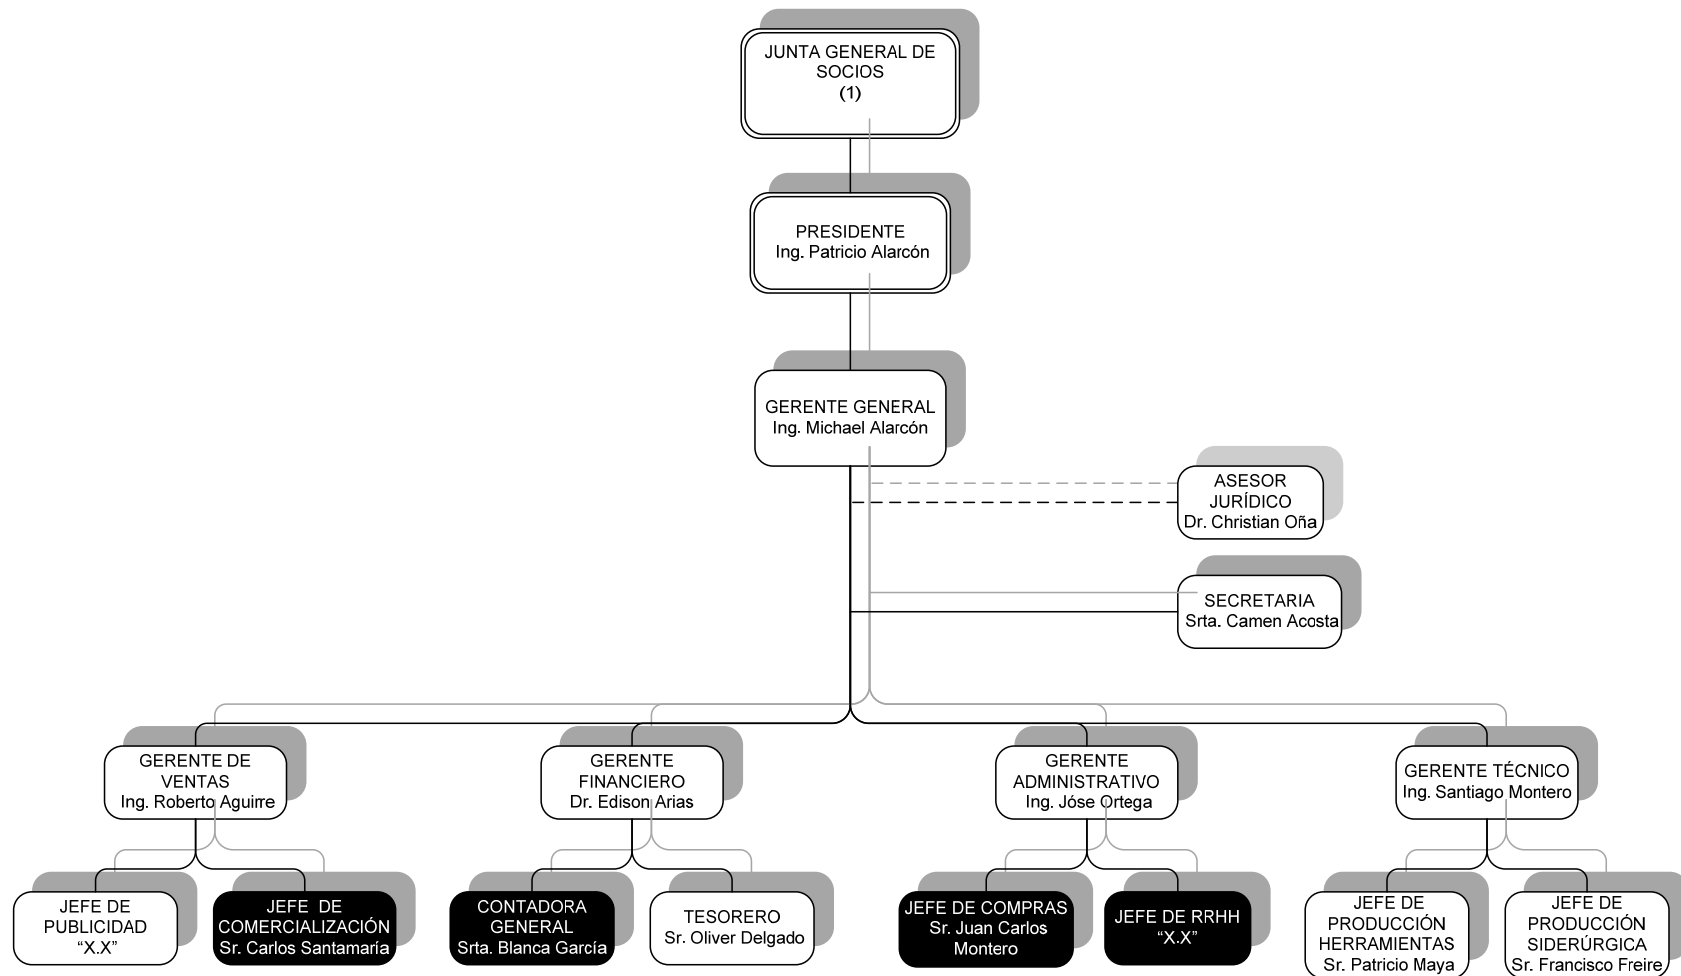 JUNTA GENERAL DE
SOCIOS
(1)
PRESIDENTE
Ing. Patricio Alarcón
GERENTE GENERAL
Ing. Michael Alarcón
ASESOR
JURÍDICO
Dr. Christian Oña
SECRETARIA
Srta. Camen Acosta
GERENTE DE
VENTAS
Ing. Roberto Aguirre
GERENTE
FINANCIERO
Dr. Edison Arias
GERENTE
ADMINISTRATIVO
Ing. Jóse Ortega
GERENTE TÉCNICO
Ing. Santiago Montero
JEFE DE
PUBLICIDAD
“X.X”
JEFE DE
COMERCIALIZACIÓN
Sr. Carlos Santamaría
CONTADORA
GENERAL
Srta. Blanca García
TESORERO
Sr. Oliver Delgado
JEFE DE COMPRAS
Sr. Juan Carlos
Montero
JEFE DE RRHH
“X.X”
JEFE DE
PRODUCCIÓN
HERRAMIENTAS
Sr. Patricio Maya
JEFE DE
PRODUCCIÓN
SIDERÚRGICA
Sr. Francisco Freire